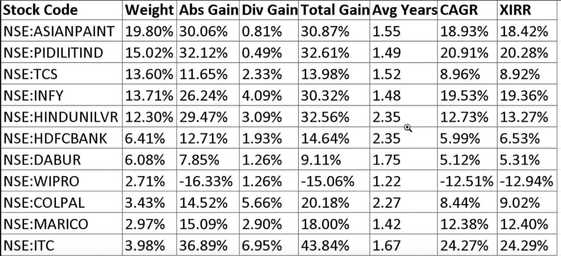 Stock Code Weight Abs Gain Div Gain Total Gain Avg Years CAGR XIRR
NSE:ASIANPAINT 19.80% 30.06% 0.81% 30.87% 1.55 18.93% 18.42%
NSE:PIDILITIND 15.02% 32.12% 0.49% 32.61% 1.49 20.91% 20.28%
NSE:TCS 13.60% 11.65% 2.33% 13.98% 1.52 8.96% 8.92%
NSE:INFY 13.71% 26.24% 4.09% 30.32% 1.48 19.53% 19.36%
NSE:HINDUNILVR 12.30% 29.47% 3.09% 32.56% 2.35 12.73% 13.27%
NSE:HDFCBANK 6.41% 12.71% 1.93% 14.64% 2.35 5.99% 6.53%
NSE:DABUR 6.08% 7.85% 1.26% 9.11% 1.75 5.12% 5.31%
NSE:WIPRO 2.71% -16.33% 1.26% -15.06% 1.22 -12.51% -12.94%
NSE:COLPAL 3.43% 14.52% 5.66% 20.18% 2.27 8.44% 9.02%
NSE:MARICO 2.97% 15.09% 2.90% 18.00% 1.42 12.38% 12.40%
NSE:ITC 3.98% 36.89% 6.95% 43.84% 1.67 24.27% 24.29%